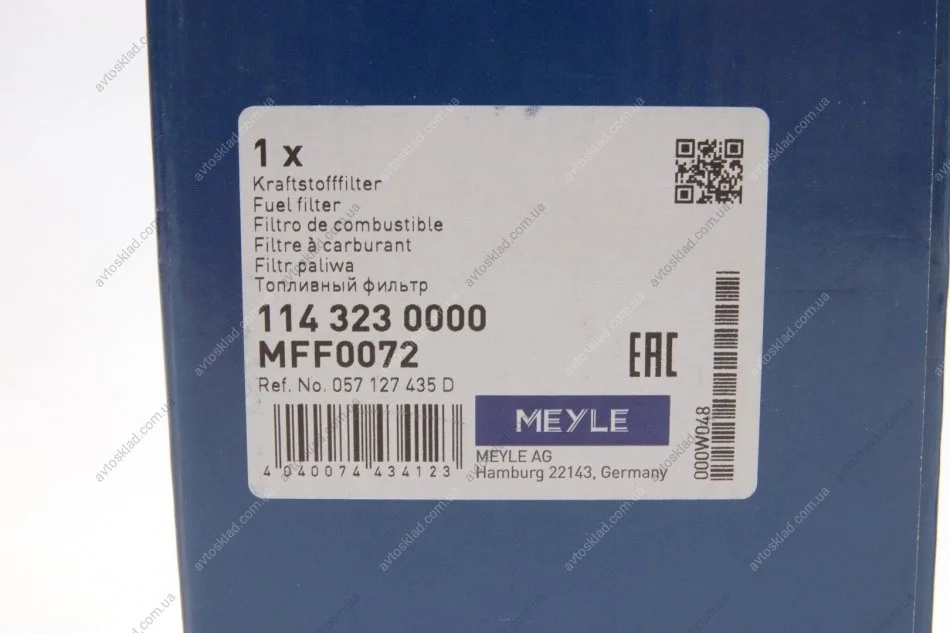 1 x
Kraftstofffilter
Fuel filter
Filtro de combustible
Filtre à carburant
Filtr paliwa
Топливный фильтр
114 323 0000
MFF0072
EAC
Ref. No. 057 127 435 D
MEYLE
MEYLE AG
Hamburg 22143, Germany
4 040074 434123
000W048
avtosklad.com.ua